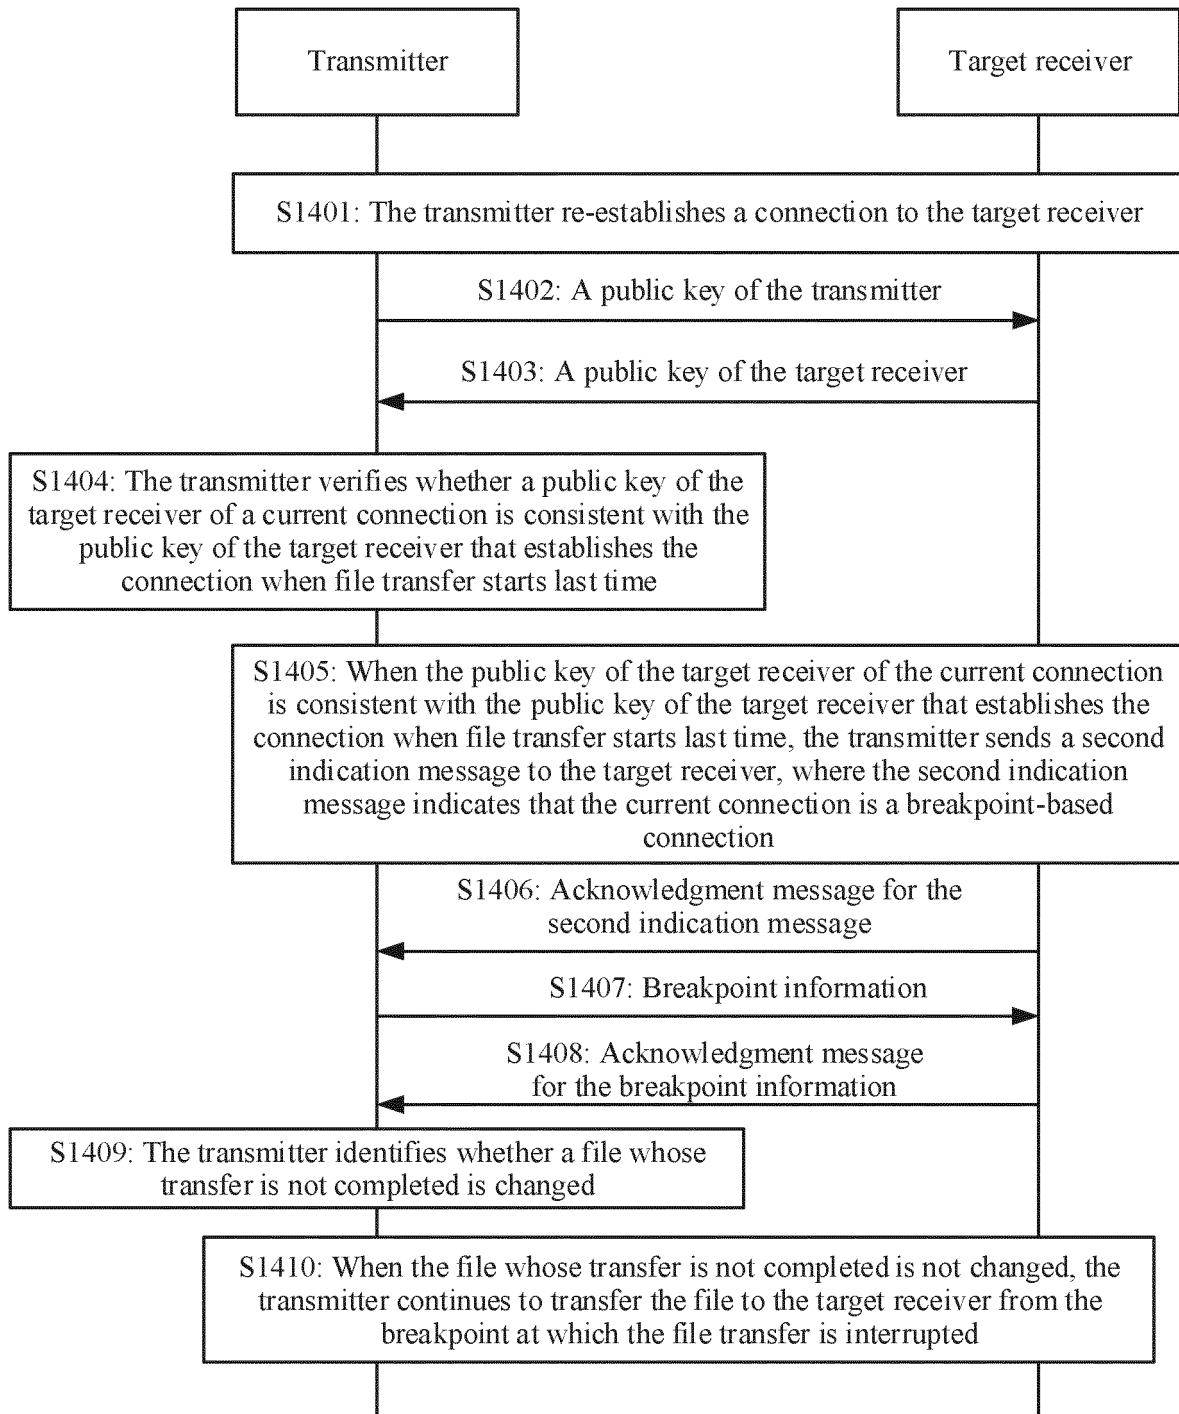 Transmitter
Target receiver
S1401: The transmitter re-establishes a connection to the target receiver
S1402: A public key of the transmitter
S1403: A public key of the target receiver
S1404: The transmitter verifies whether a public key of the
target receiver of a current connection is consistent with the
public key of the target receiver that establishes the
connection when file transfer starts last time
S1405: When the public key of the target receiver of the current connection
is consistent with the public key of the target receiver that establishes the
connection when file transfer starts last time, the transmitter sends a second
indication message to the target receiver, where the second indication
message indicates that the current connection is a breakpoint-based
connection
S1406: Acknowledgment message for the
second indication message
S1407: Breakpoint information
S1408: Acknowledgment message
for the breakpoint information
S1409: The transmitter identifies whether a file whose
transfer is not completed is changed
S1410: When the file whose transfer is not completed is not changed, the
transmitter continues to transfer the file to the target receiver from the
breakpoint at which the file transfer is interrupted